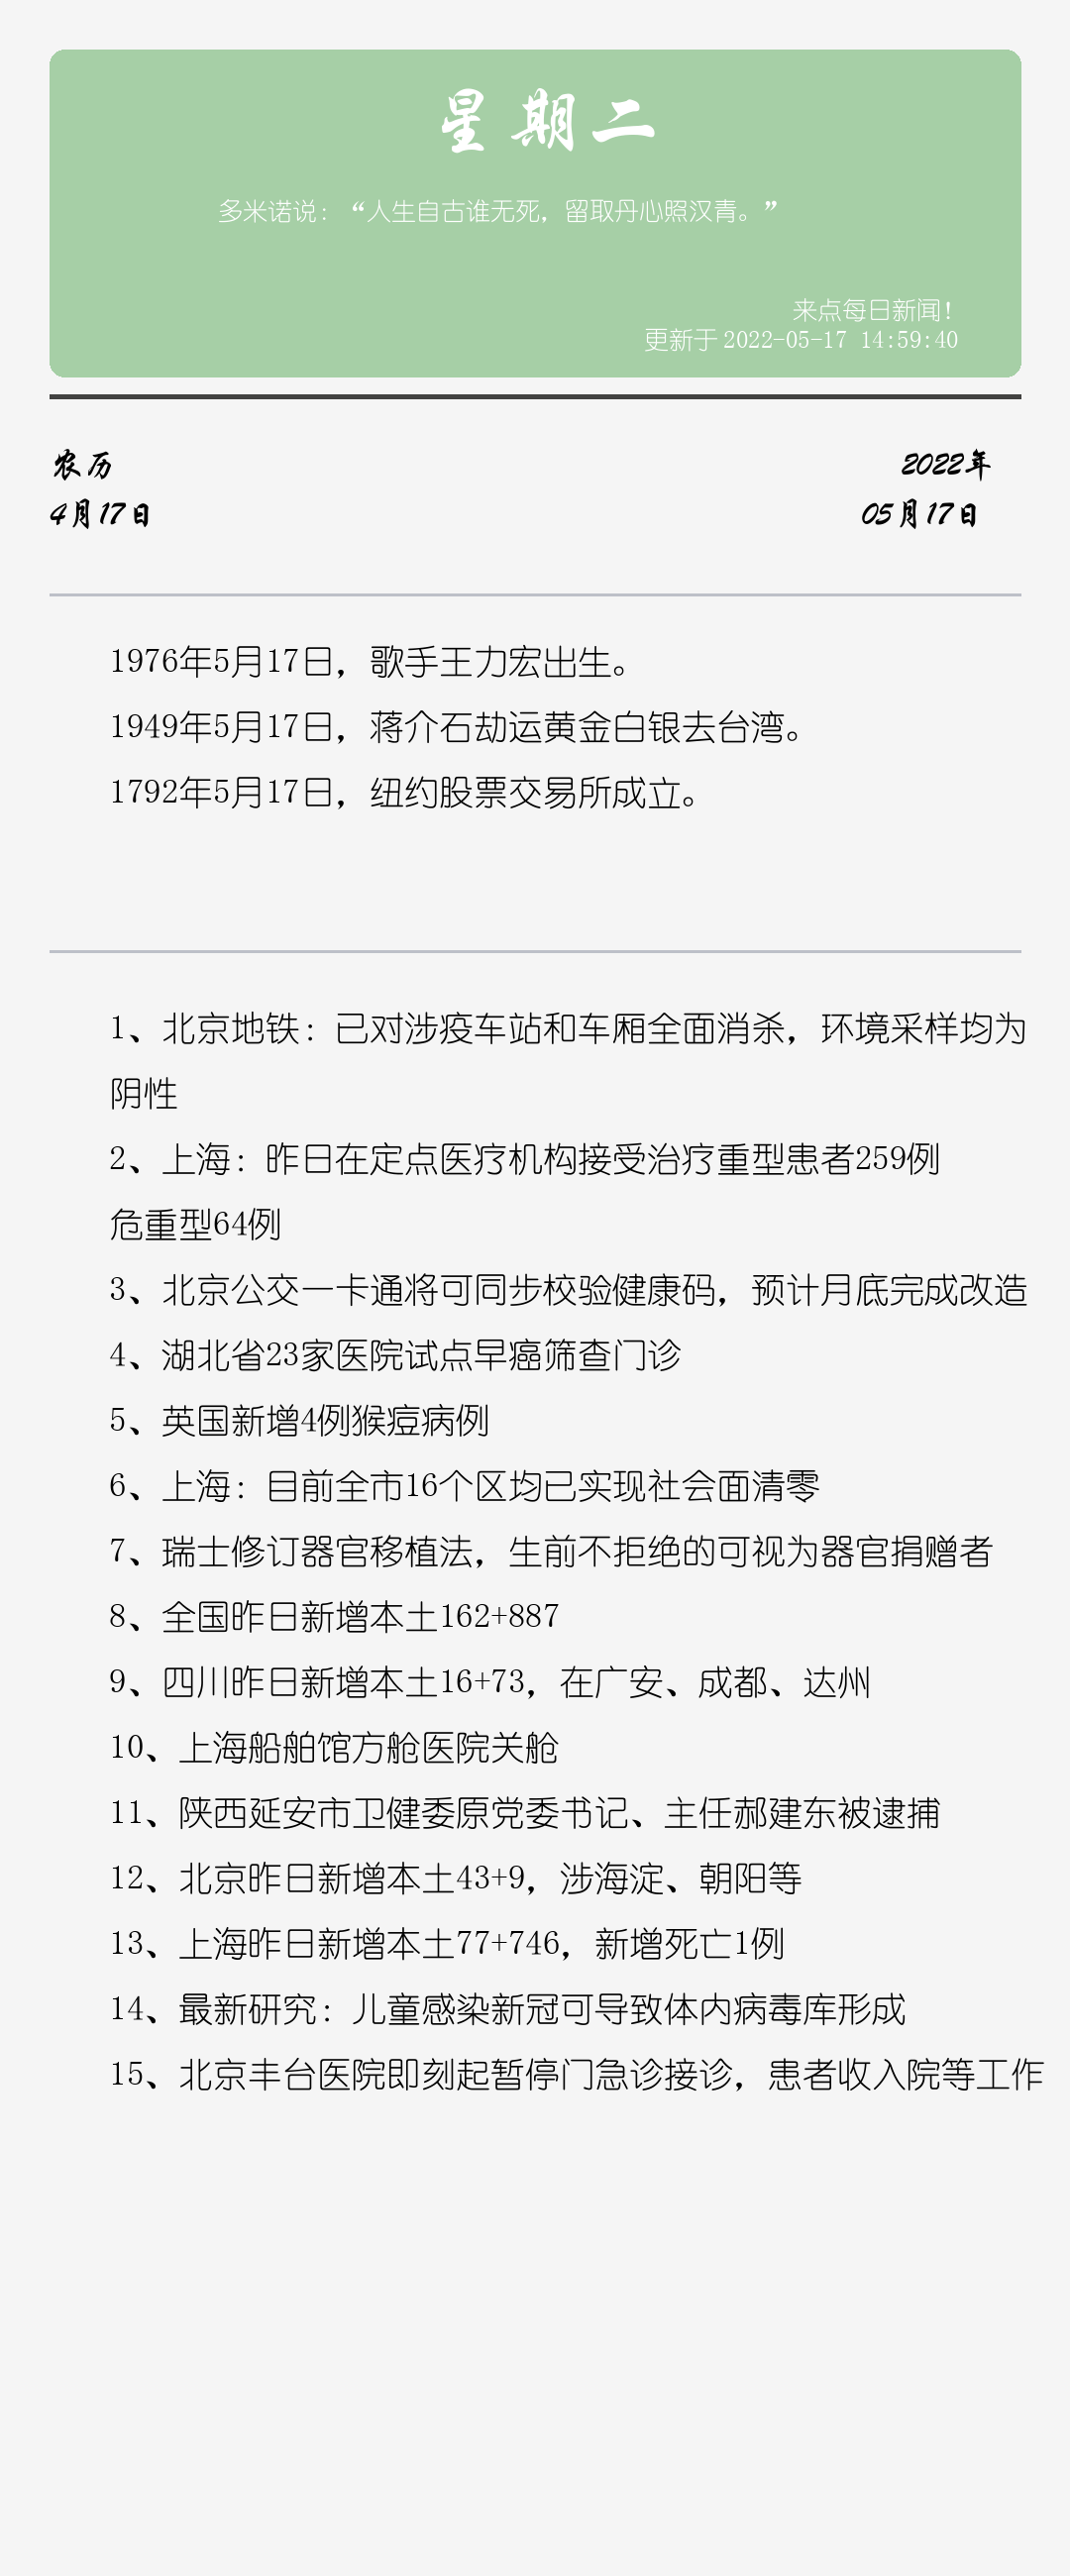 星期二
多米诺说：“人生自古谁无死，留取丹心照汉青。”
来点每日新闻！
更新于2022-05-17 14:59:40
农历
4月17日
2022年
05月17日
1976年5月17日，歌手王力宏出生。
1949年5月17日，蒋介石劫运黄金白银去台湾。
1792年5月17日，纽约股票交易所成立。
1、北京地铁：已对涉疫车站和车厢全面消杀，环境采样均为
阴性
2、上海：昨日在定点医疗机构接受治疗重型患者259例
危重型64例
3、北京公交一卡通将可同步校验健康码，预计月底完成改造
4、湖北省23家医院试点早癌筛查门诊
5、英国新增4例猴痘病例
6、上海：目前全市16个区均已实现社会面清零
7、瑞士修订器官移植法，生前不拒绝的可视为器官捐赠者
8、全国昨日新增本土162+887
9、四川昨日新增本土16+73，在广安、成都、达州
10、上海船舶馆方舱医院关舱
11、陕西延安市卫健委原党委书记、主任郝建东被逮捕
12、北京昨日新增本土43+9，涉海淀、朝阳等
13、上海昨日新增本土77+746，新增死亡1例
14、最新研究：儿童感染新冠可导致体内病毒库形成
15、北京丰台医院即刻起暂停门急诊接诊，患者收入院等工作